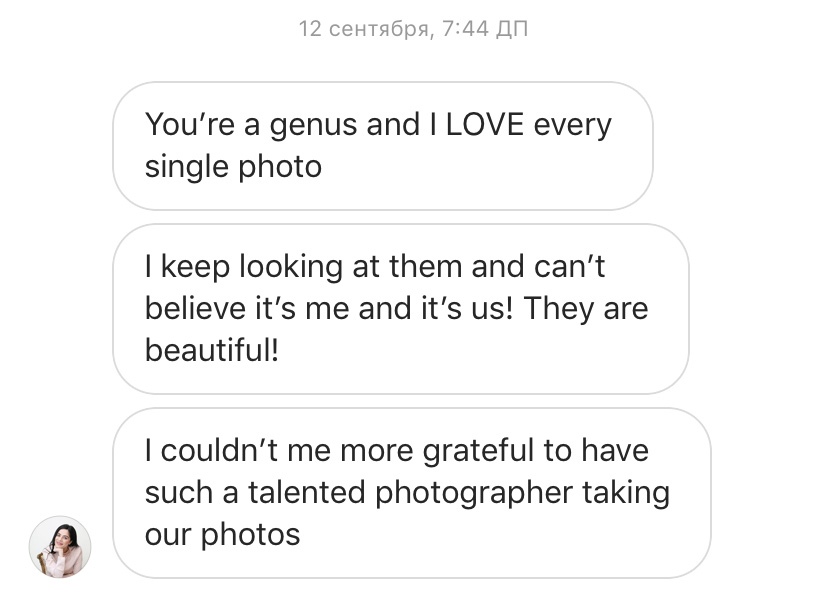 12 сентября, 7:44 ДП
You're a genus and I LOVE every
single photo
I keep looking at them and can't
believe it's me and it's us! They are
beautiful!
I couldn't me more grateful to have
such a talented photographer taking
our photos